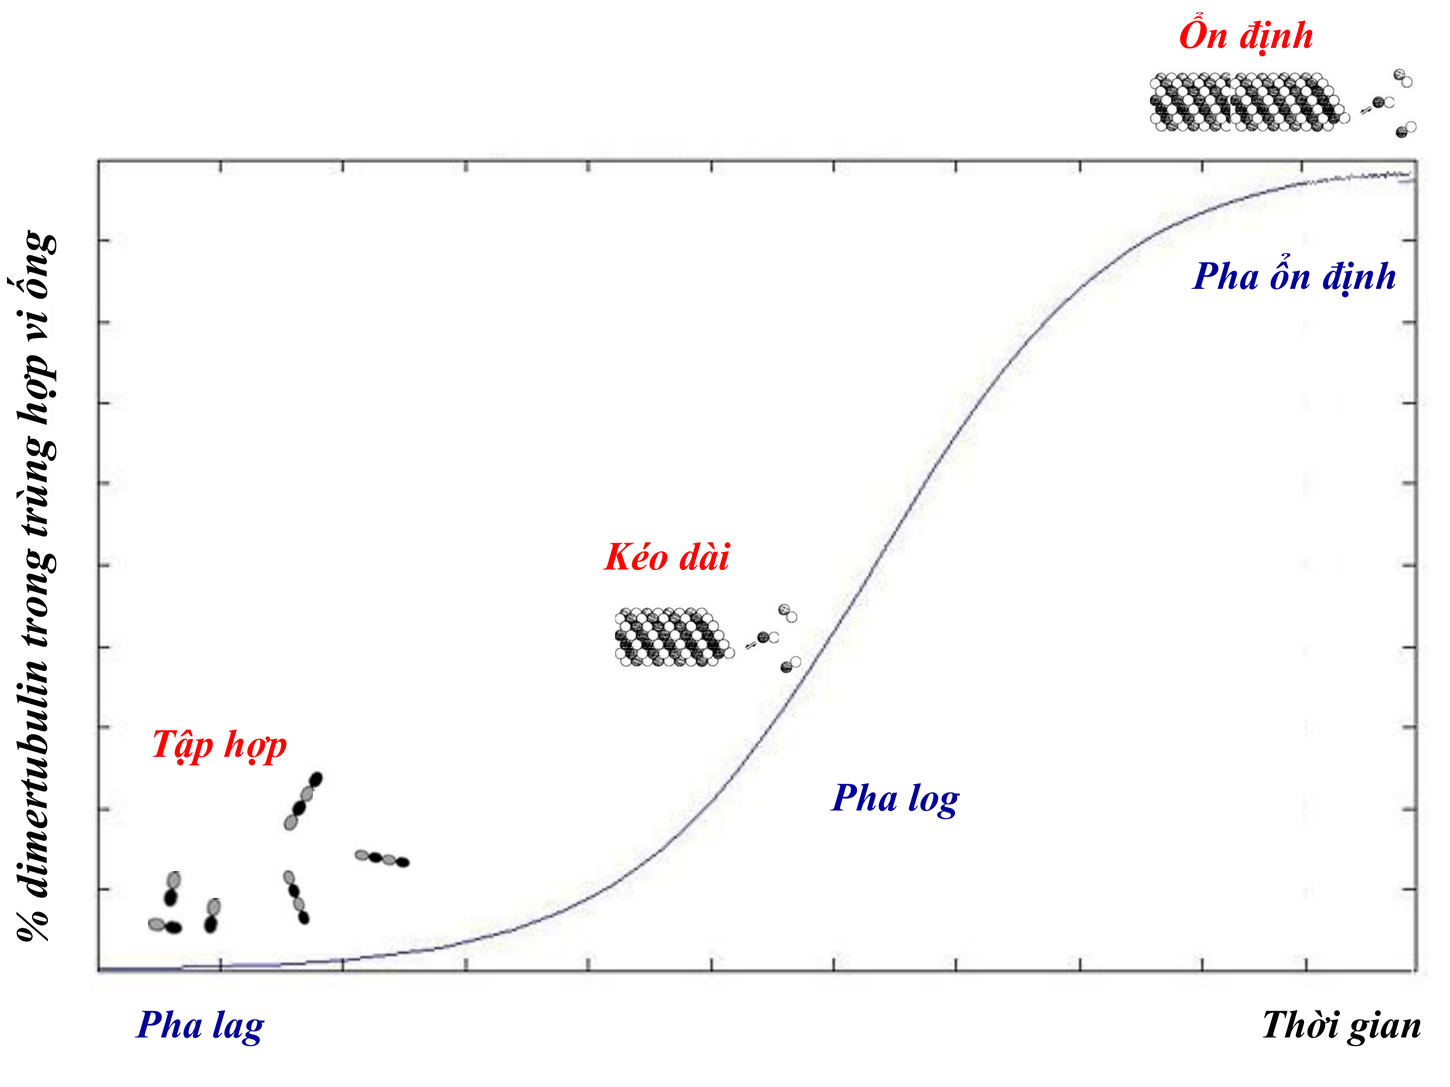 Ổn định
% dimertubulin trong trùng hợp vi ống
Pha ổn định
Kéo dài
Tập hợp
Pha log
Pha lag
Thời gian